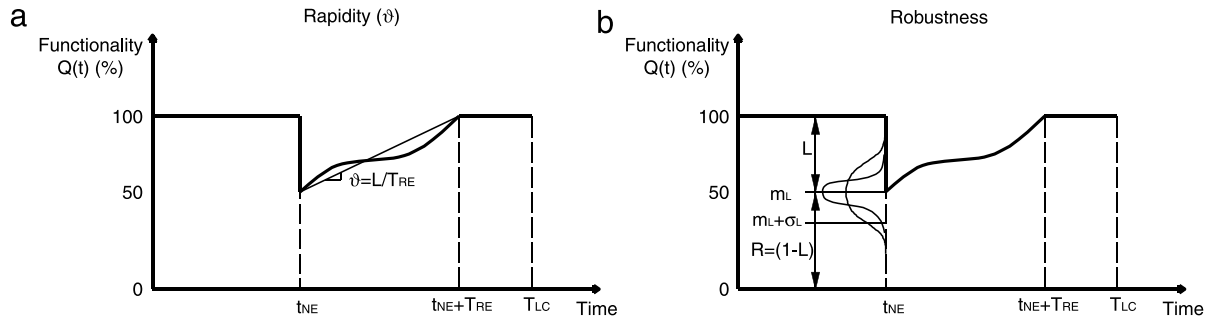 a
Rapidity (ϑ)
Functionality
Q(t) (%)
100
50
0
ϑ=L/TRE
tNE
tNE+TRE
TLC
Time
b
Robustness
Functionality
Q(t) (%)
100
50
0
L
mL
mL+σL
R=(1-L)
tNE
tNE+TRE
TLC
Time